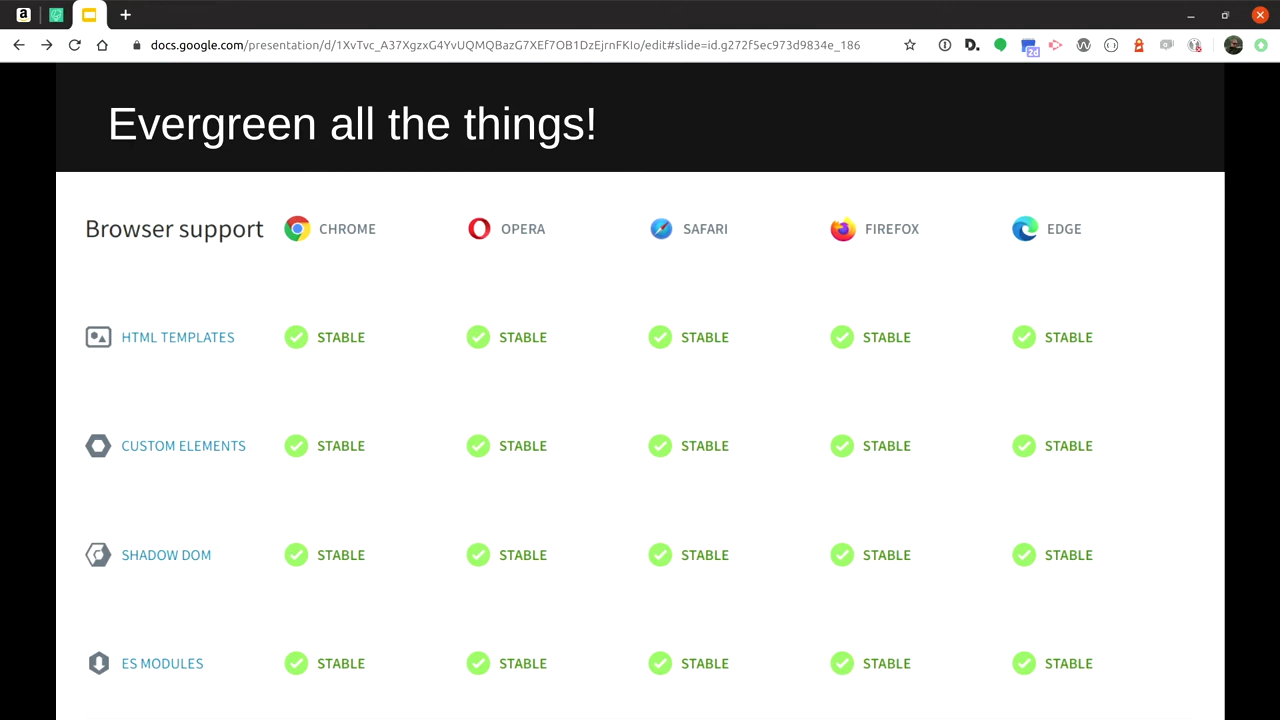 docs.google.com/presentation/d/1XvTvc_A37XgzxG4YvUQMQBazG7XEf7OB1DzEjrnFKIo/edit#slide=id.g272f5ec973d9834e_186
2d
Evergreen all the things!
Browser support CHROME OPERA SAFARI FIREFOX EDGE
HTML TEMPLATES STABLE STABLE STABLE STABLE STABLE
CUSTOM ELEMENTS STABLE STABLE STABLE STABLE STABLE
SHADOW DOM STABLE STABLE STABLE STABLE STABLE
ES MODULES STABLE STABLE STABLE STABLE STABLE